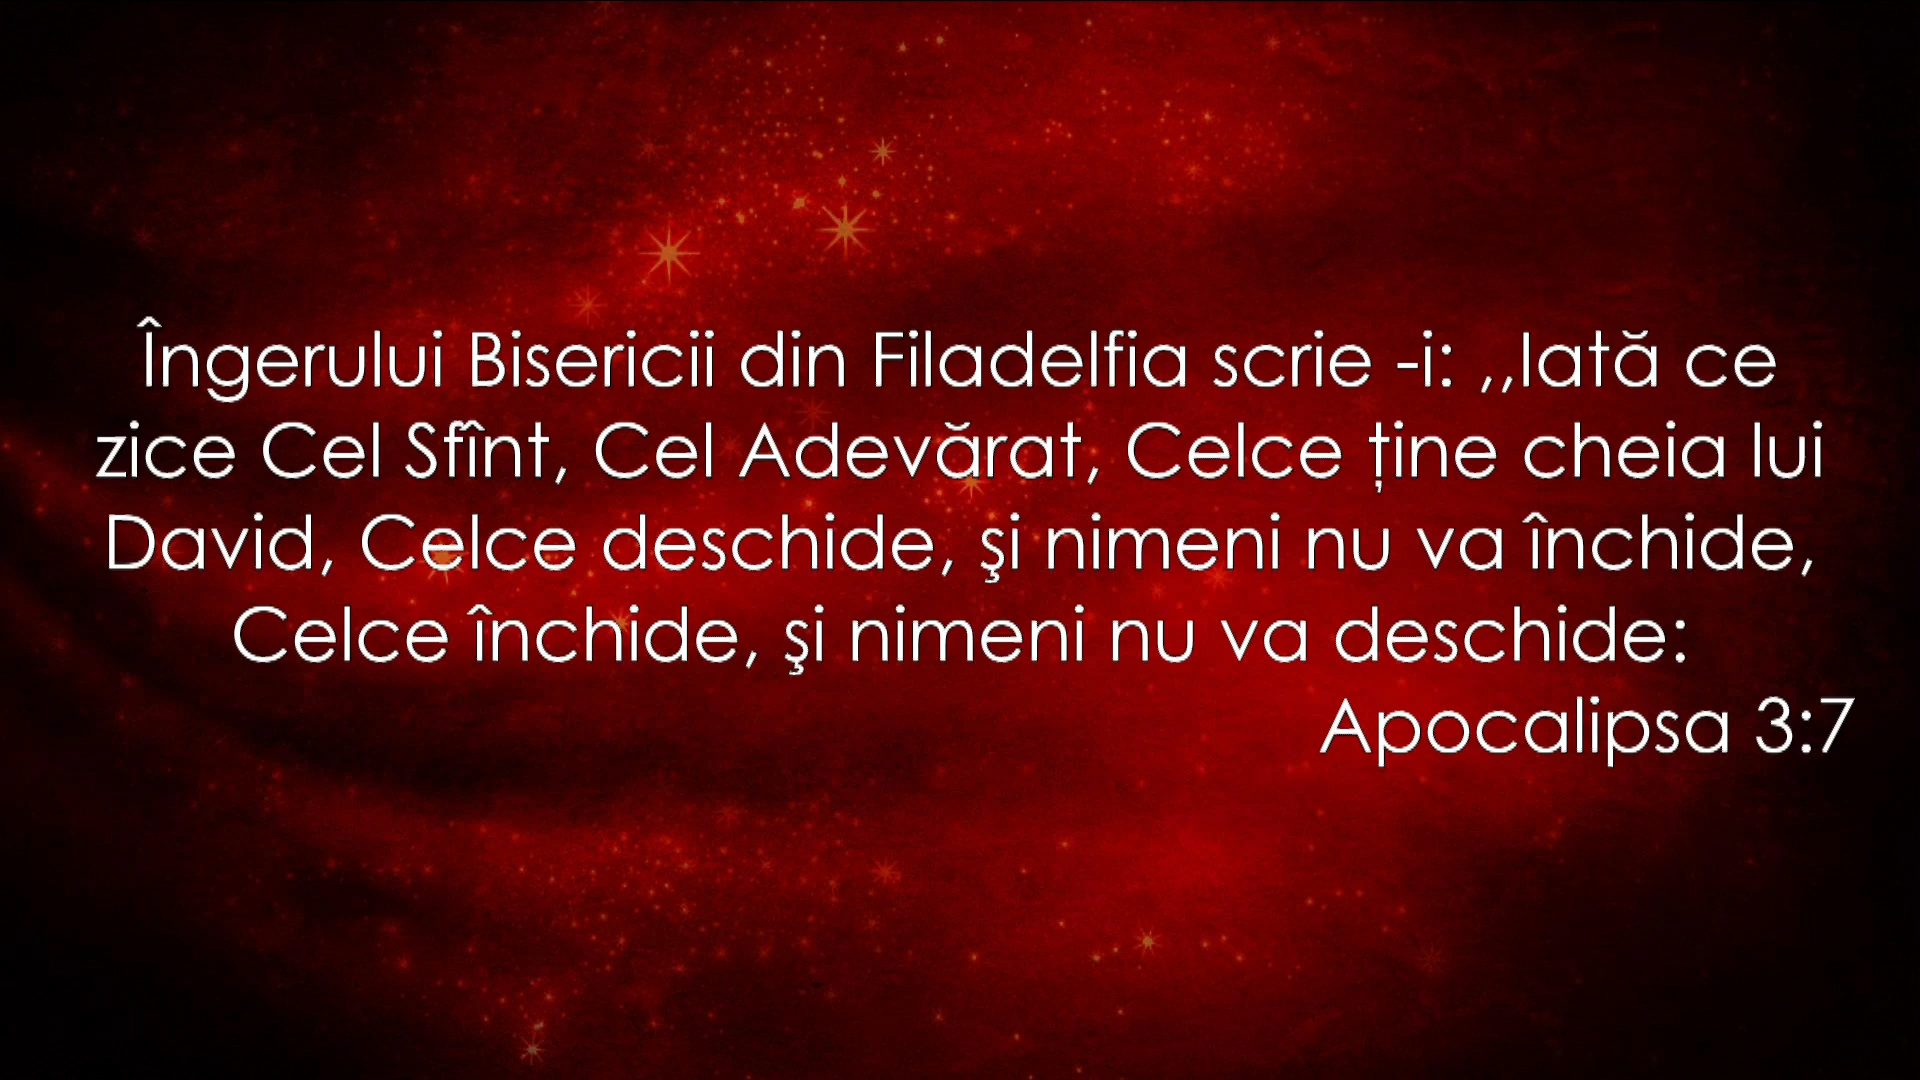 Îngerului Bisericii din Filadelfia scrie -i: ,,Iată ce
zice Cel Sfînt, Cel Adevărat, Celce ţine cheia lui
David, Celce deschide, şi nimeni nu va închide,
Celce închide, şi nimeni nu va deschide:
Apocalipsa 3:7